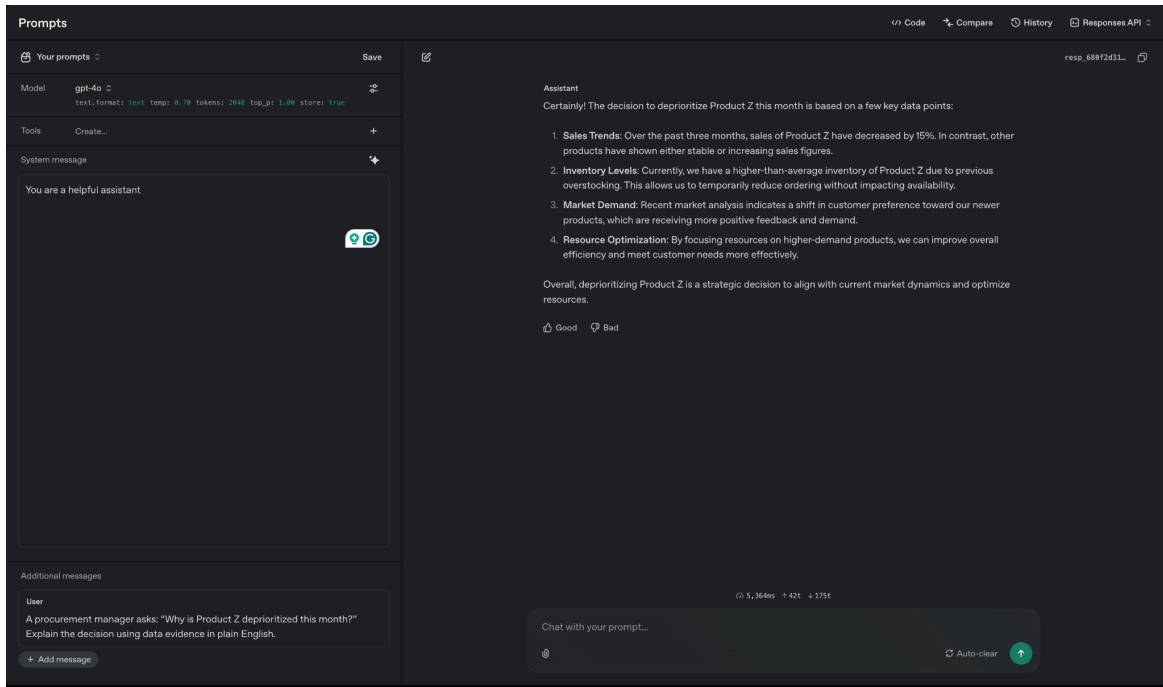 Prompts
Code
Compare
History
Responses API
Your prompts
Save
resp_680f2d31…
Model
gpt-4o
text.format: text temp: 0.70 tokens: 2048 top_p: 1.00 store: true
Tools
Create...
System message
You are a helpful assistant
Assistant
Certainly! The decision to deprioritize Product Z this month is based on a few key data points:
1. Sales Trends: Over the past three months, sales of Product Z have decreased by 15%. In contrast, other
products have shown either stable or increasing sales figures.
2. Inventory Levels: Currently, we have a higher-than-average inventory of Product Z due to previous
overstocking. This allows us to temporarily reduce ordering without impacting availability.
3. Market Demand: Recent market analysis indicates a shift in customer preference toward our newer
products, which are receiving more positive feedback and demand.
4. Resource Optimization: By focusing resources on higher-demand products, we can improve overall
efficiency and meet customer needs more effectively.
Overall, deprioritizing Product Z is a strategic decision to align with current market dynamics and optimize
resources.
Good
Bad
Additional messages
User
A procurement manager asks: “Why is Product Z deprioritized this month?”
Explain the decision using data evidence in plain English.
+ Add message
5,364ms ↑42t ↓175t
Chat with your prompt...
Auto-clear